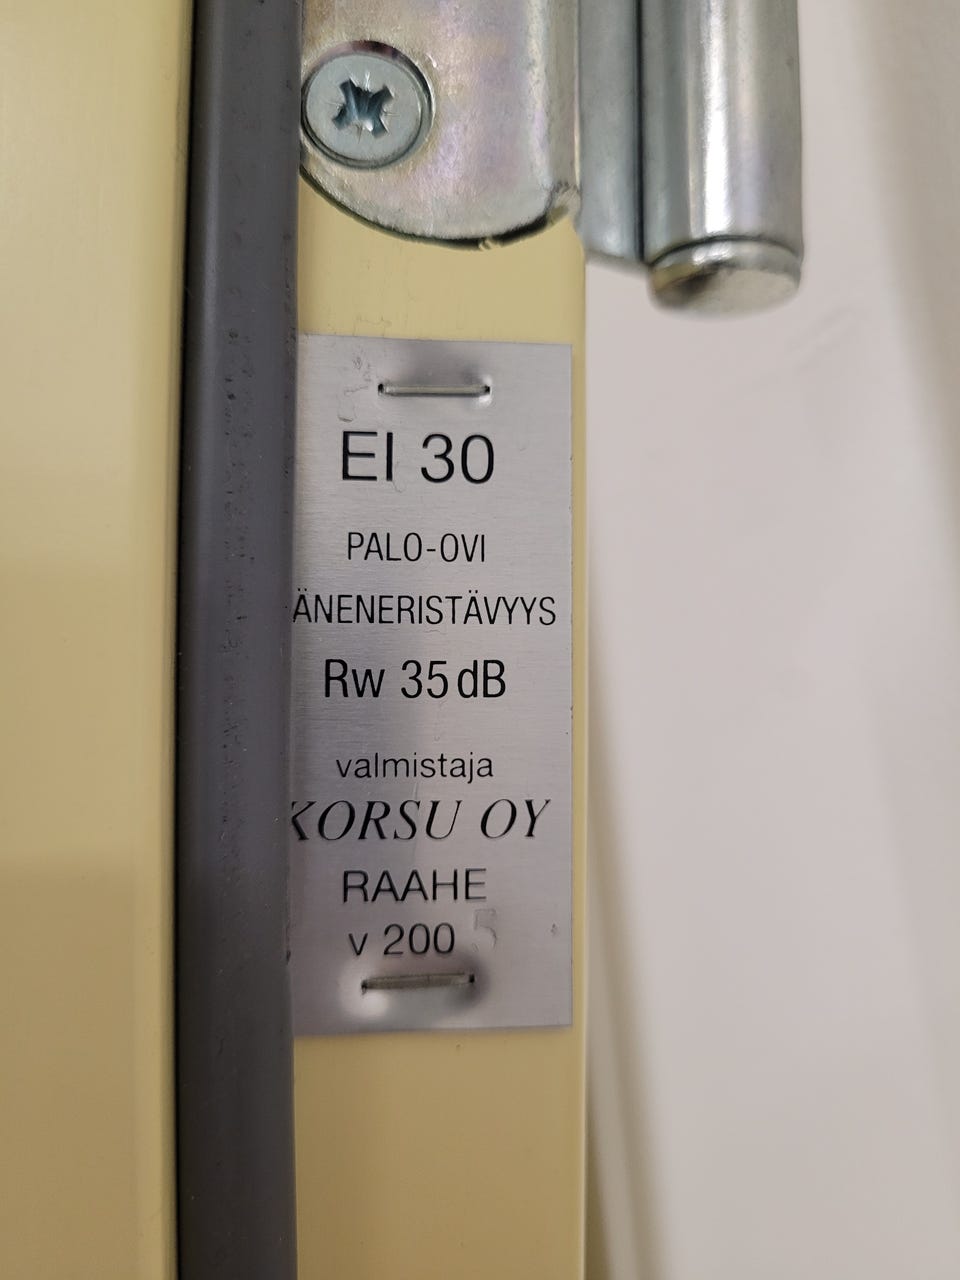 EI 30
PALO-OVI
ÄNENERISTÄVYYS
Rw 35 dB
valmistaja
KORSU OY
RAAHE
v 2005